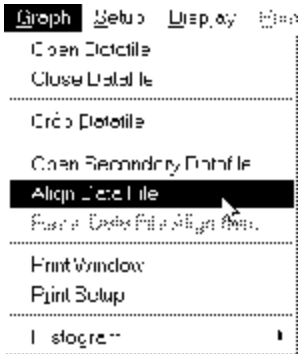 Graph Setup Display
Open Datafile
Close Datafile
Crop Datafile
Open Secondary Datafile
Align Data File
Print Window
Print Setup
Histogram